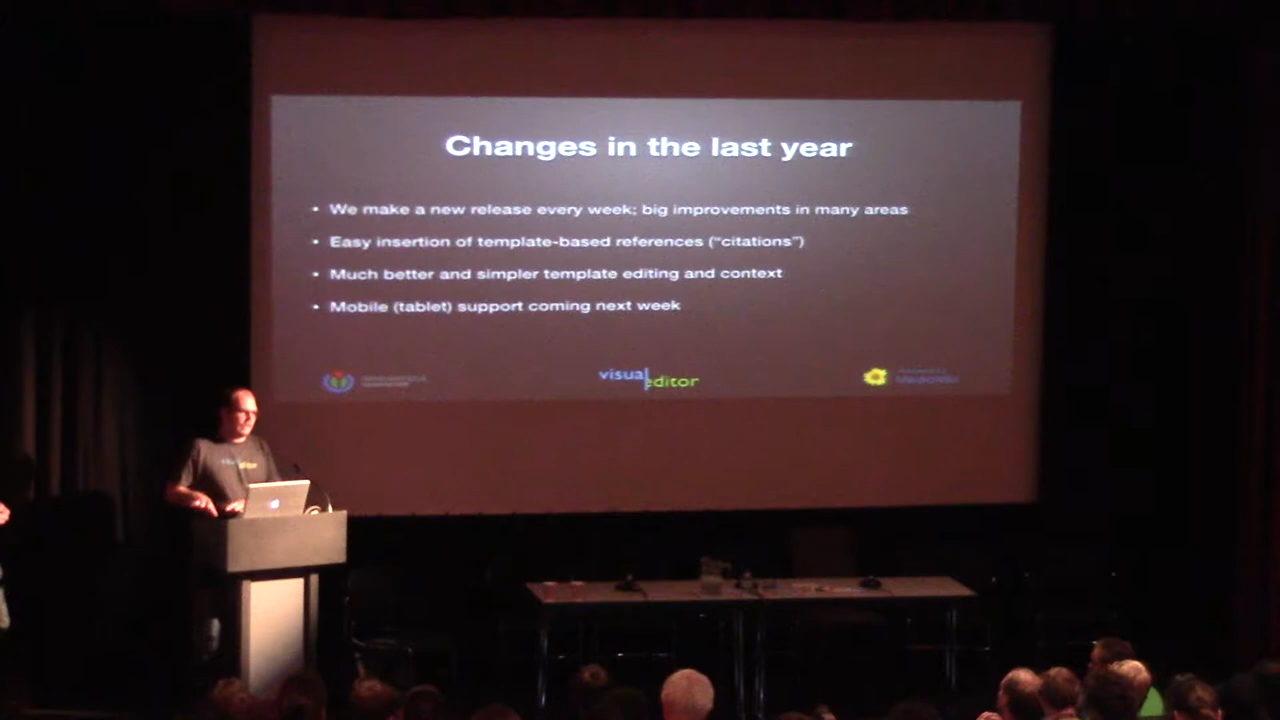 Changes in the last year
• We make a new release every week; big improvements in many areas
• Easy insertion of template-based references (“citations”)
• Much better and simpler template editing and context
• Mobile (tablet) support coming next week
visual
editor
MediaWiki